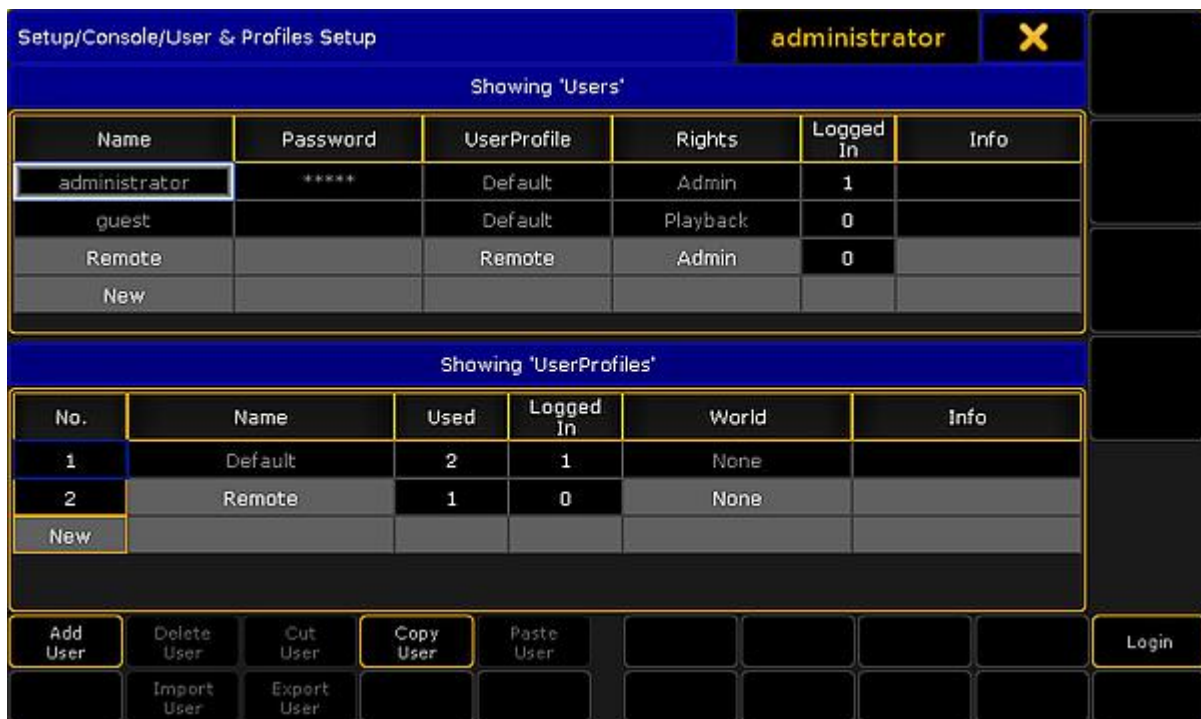 Setup/Console/User & Profiles Setup administrator
Showing 'Users'
Name Password UserProfile Rights Logged In Info
administrator ***** Default Admin 1
guest Default Playback 0
Remote Remote Admin 0
New
Showing 'UserProfiles'
No. Name Used Logged In World Info
1 Default 2 1 None
2 Remote 1 0 None
New
Add User Delete User Cut User Copy User Paste User Login
Import User Export User